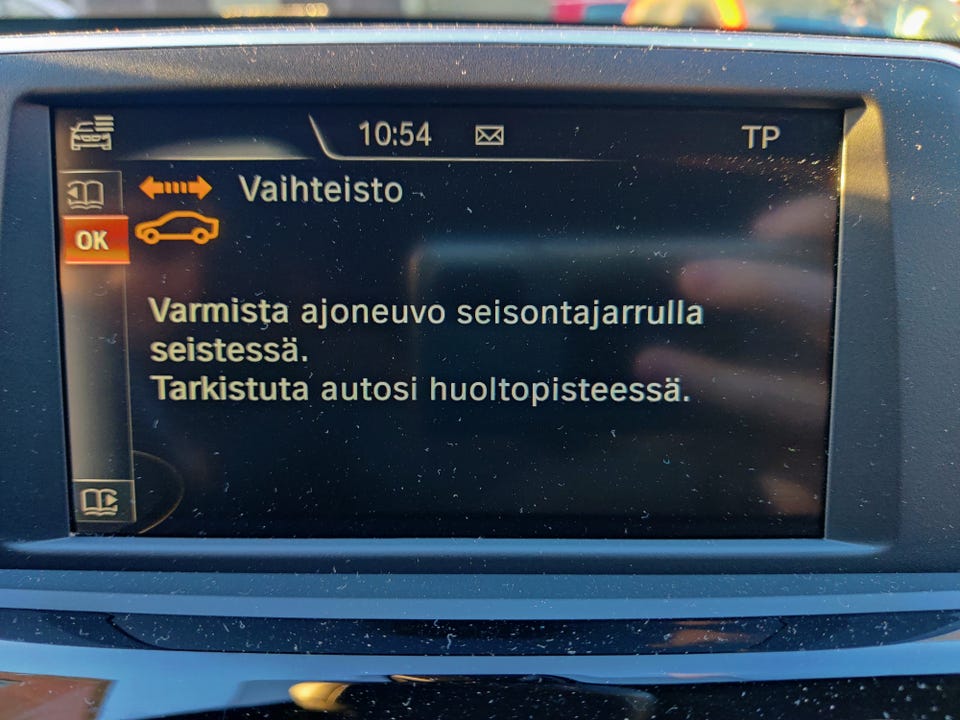 10:54 TP
Vaihteisto
OK
Varmista ajoneuvo seisontajarrulla
seistessä.
Tarkistuta autosi huoltopisteessä.